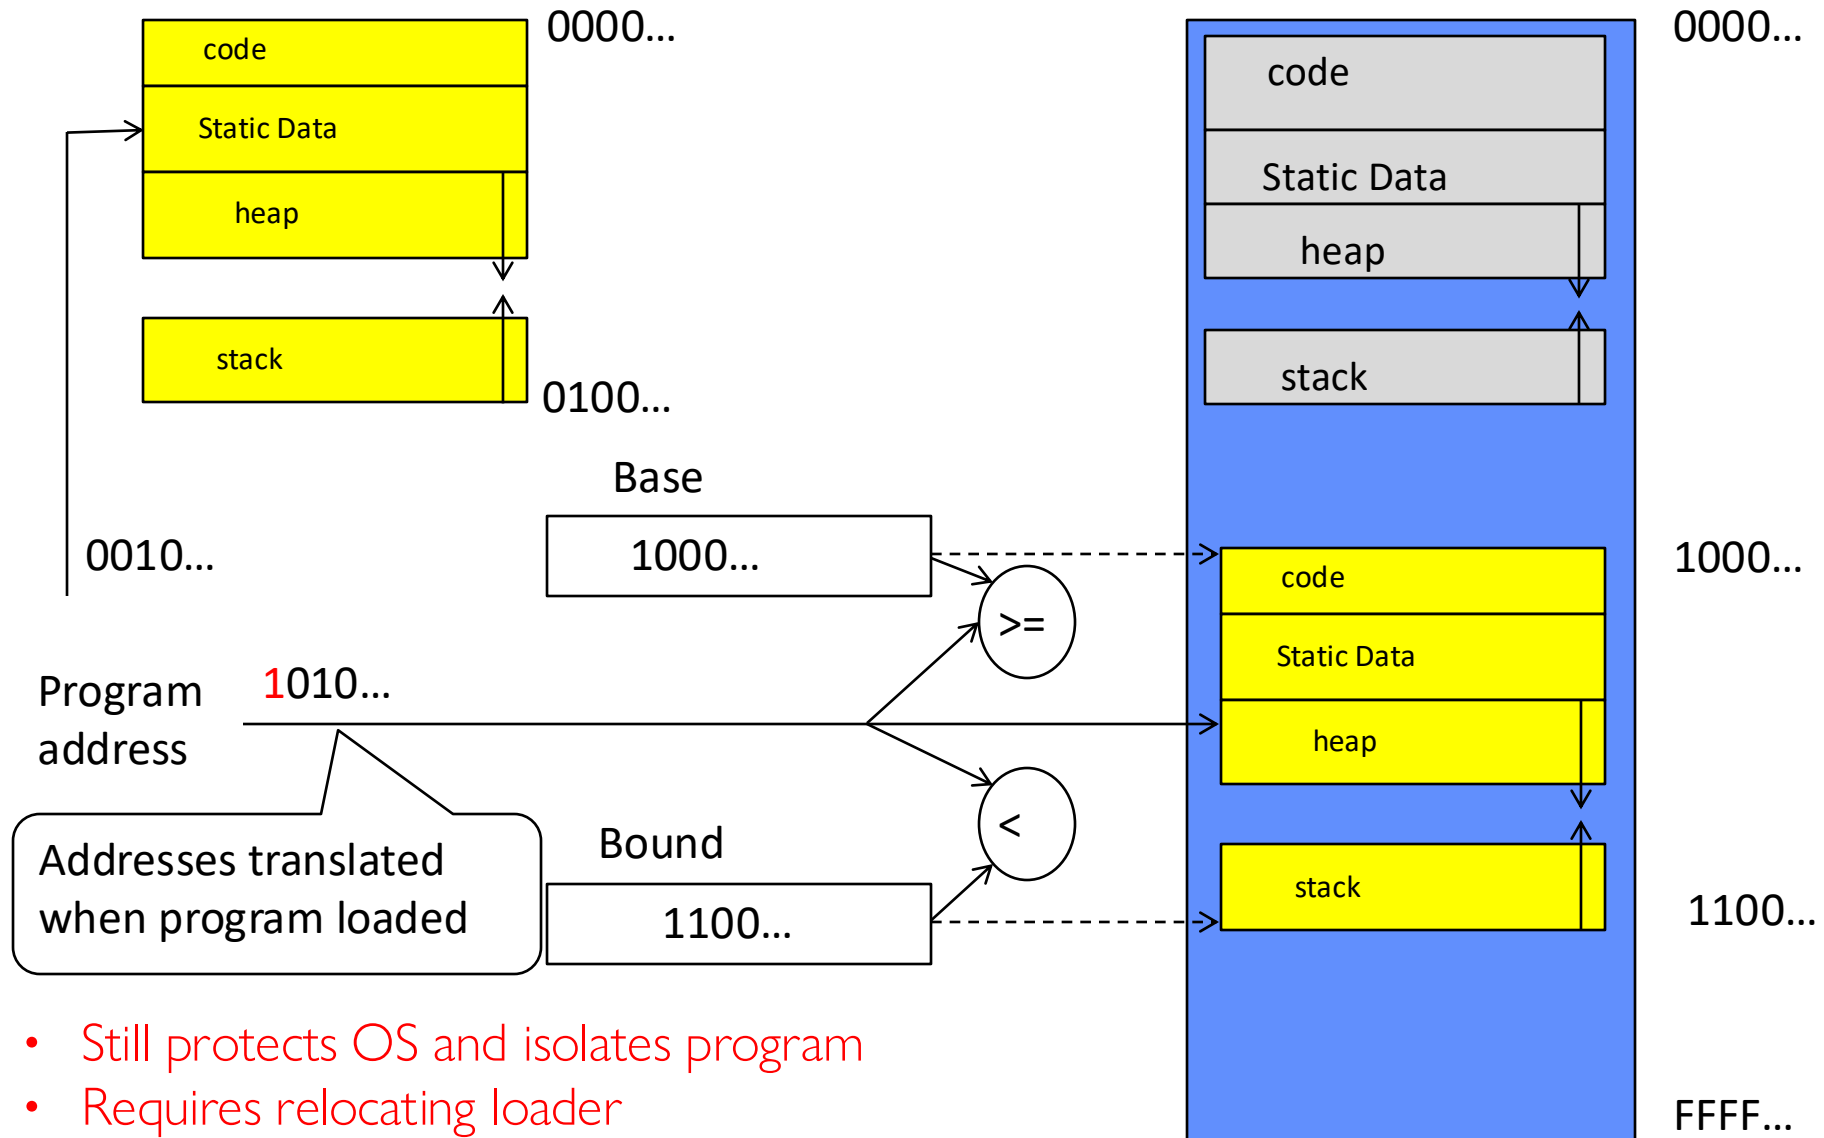 code
Static Data
heap
stack
0000…
0100…
0010…
Base
1000…
>=
Program
address
1010…
Addresses translated
when program loaded
Bound
1100…
<
code
Static Data
heap
stack
code
Static Data
heap
stack
0000…
1000…
1100…
FFFF…
• Still protects OS and isolates program
• Requires relocating loader